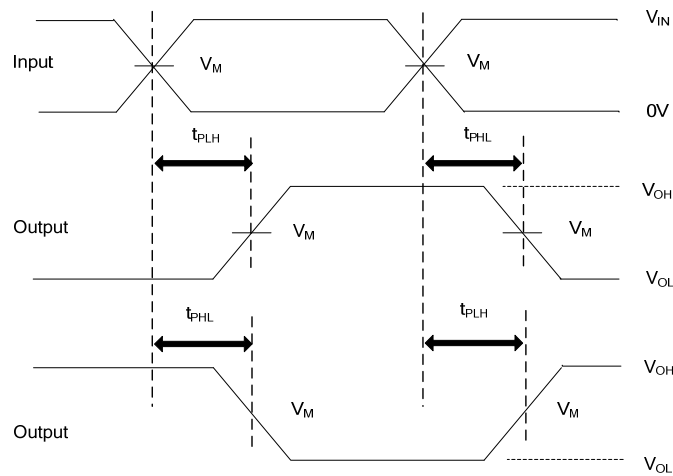 V_IN
Input
V_M
V_M
0V
t_PLH
t_PHL
V_OH
Output
V_M
V_M
V_OL
t_PHL
t_PLH
V_OH
V_M
V_M
Output
V_OL